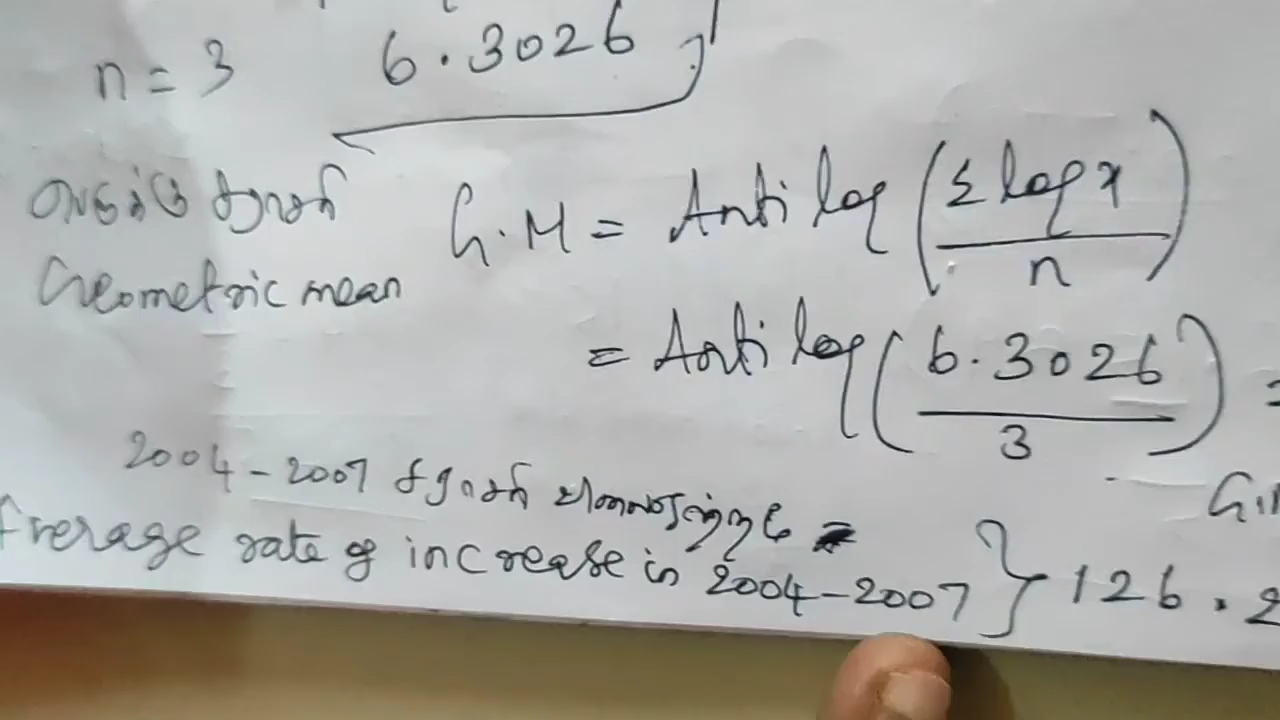 n = 3 6.3026
Geometric mean G.M = Anti log (Σ log x / n)
= Anti log (6.3026 / 3) =
2004-2007
Average rate of increase in 2004-2007 } 126.2